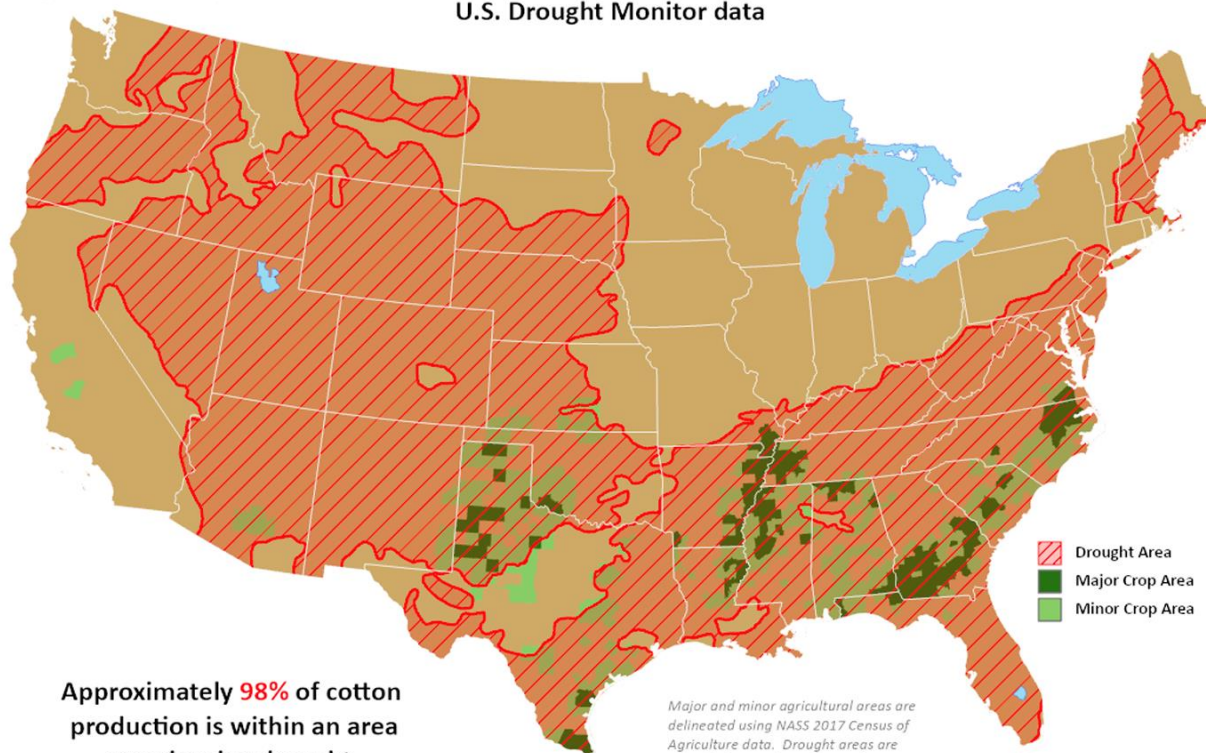 U.S. Drought Monitor data
Drought Area
Major Crop Area
Minor Crop Area
Approximately 98% of cotton
production is within an area
Major and minor agricultural areas are
delineated using NASS 2017 Census of
Agriculture data. Drought areas are